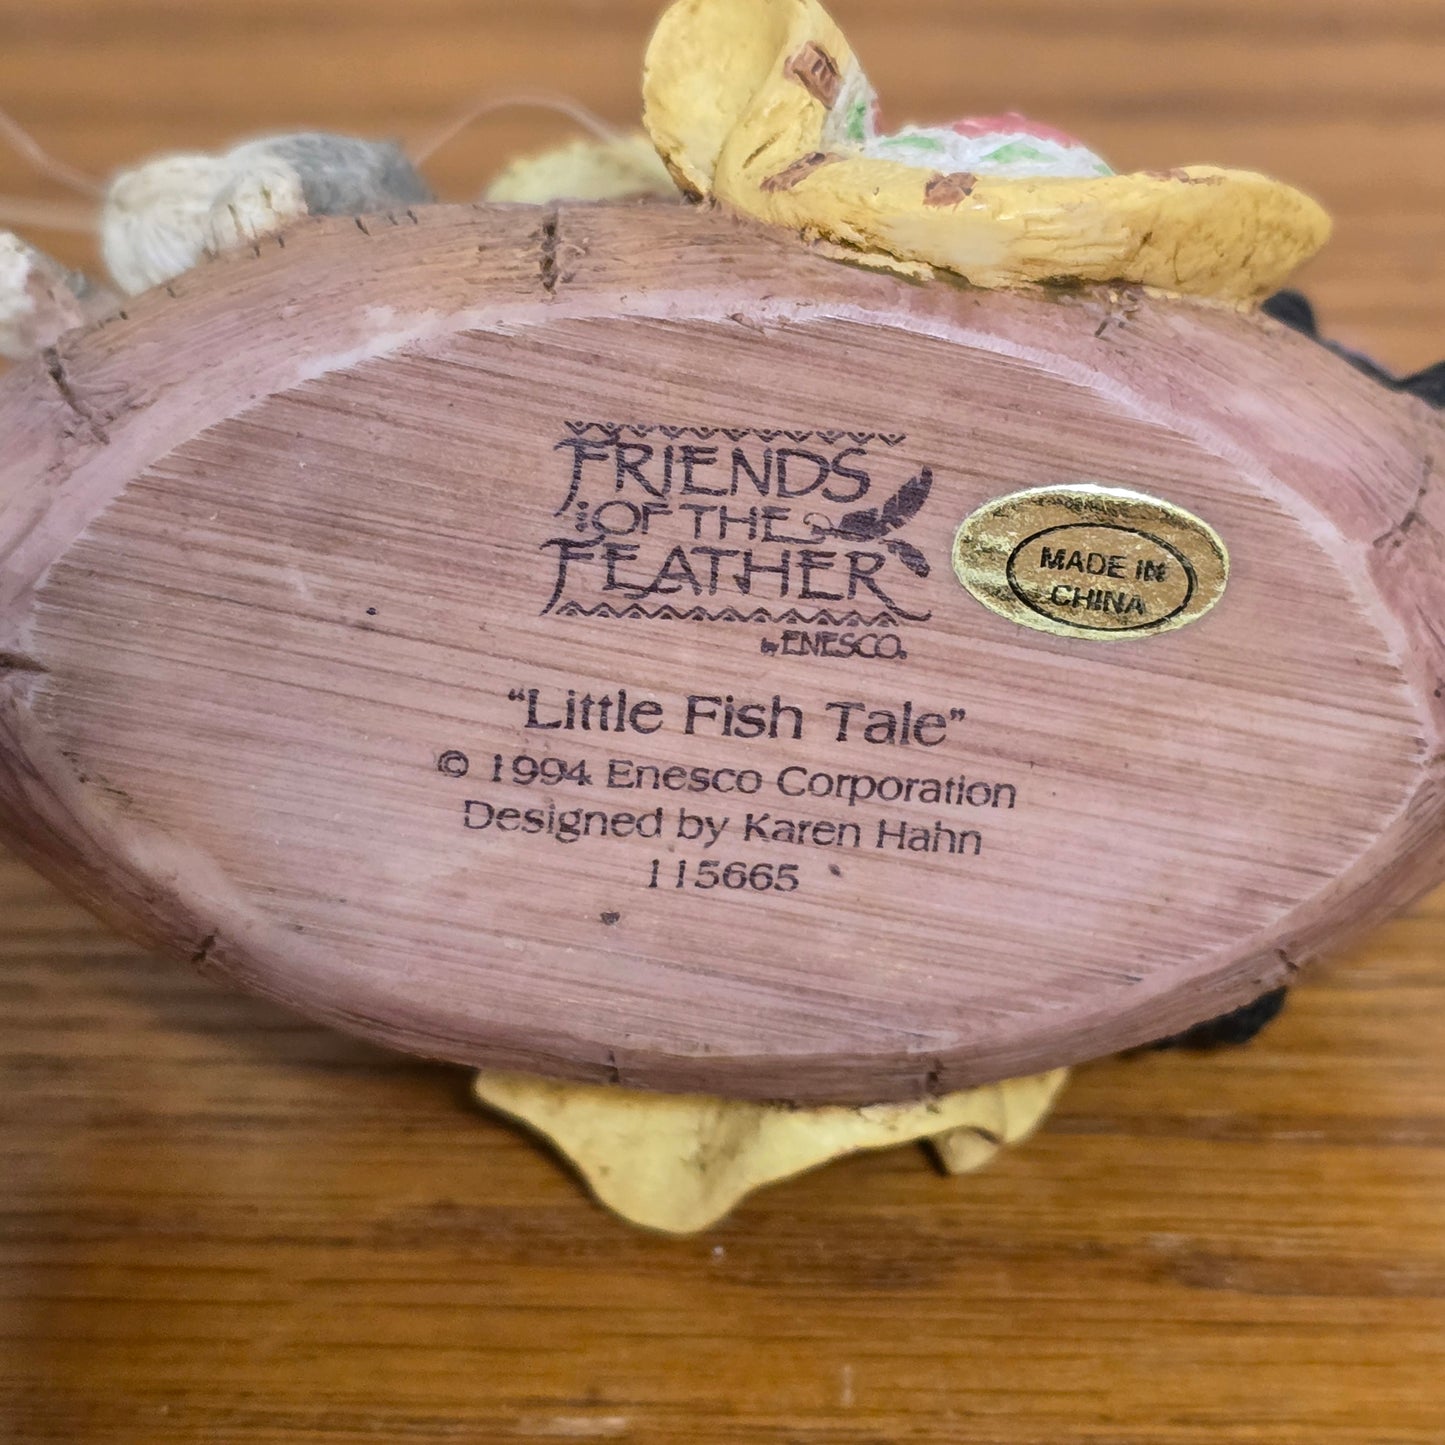 FRIENDS
OF THE
FEATHER
by ENESCO®
MADE IN
CHINA
“Little Fish Tale”
© 1994 Enesco Corporation
Designed by Karen Hahn
115665